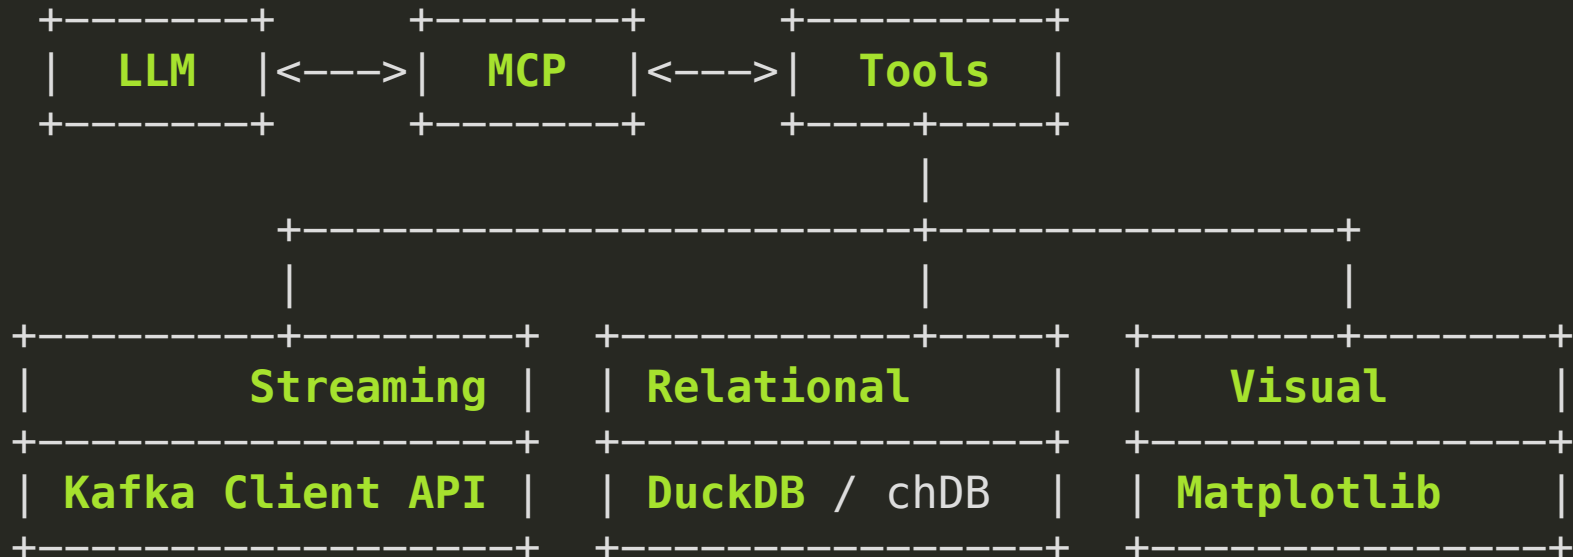 LLM <---> MCP <---> Tools
Streaming Relational Visual
Kafka Client API DuckDB / chDB Matplotlib